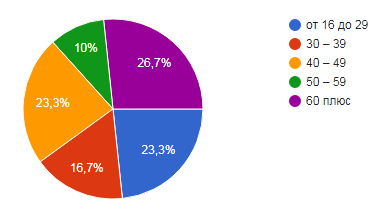 от 16 до 29
30 – 39
40 – 49
50 – 59
60 плюс
10%
26,7%
23,3%
23,3%
16,7%